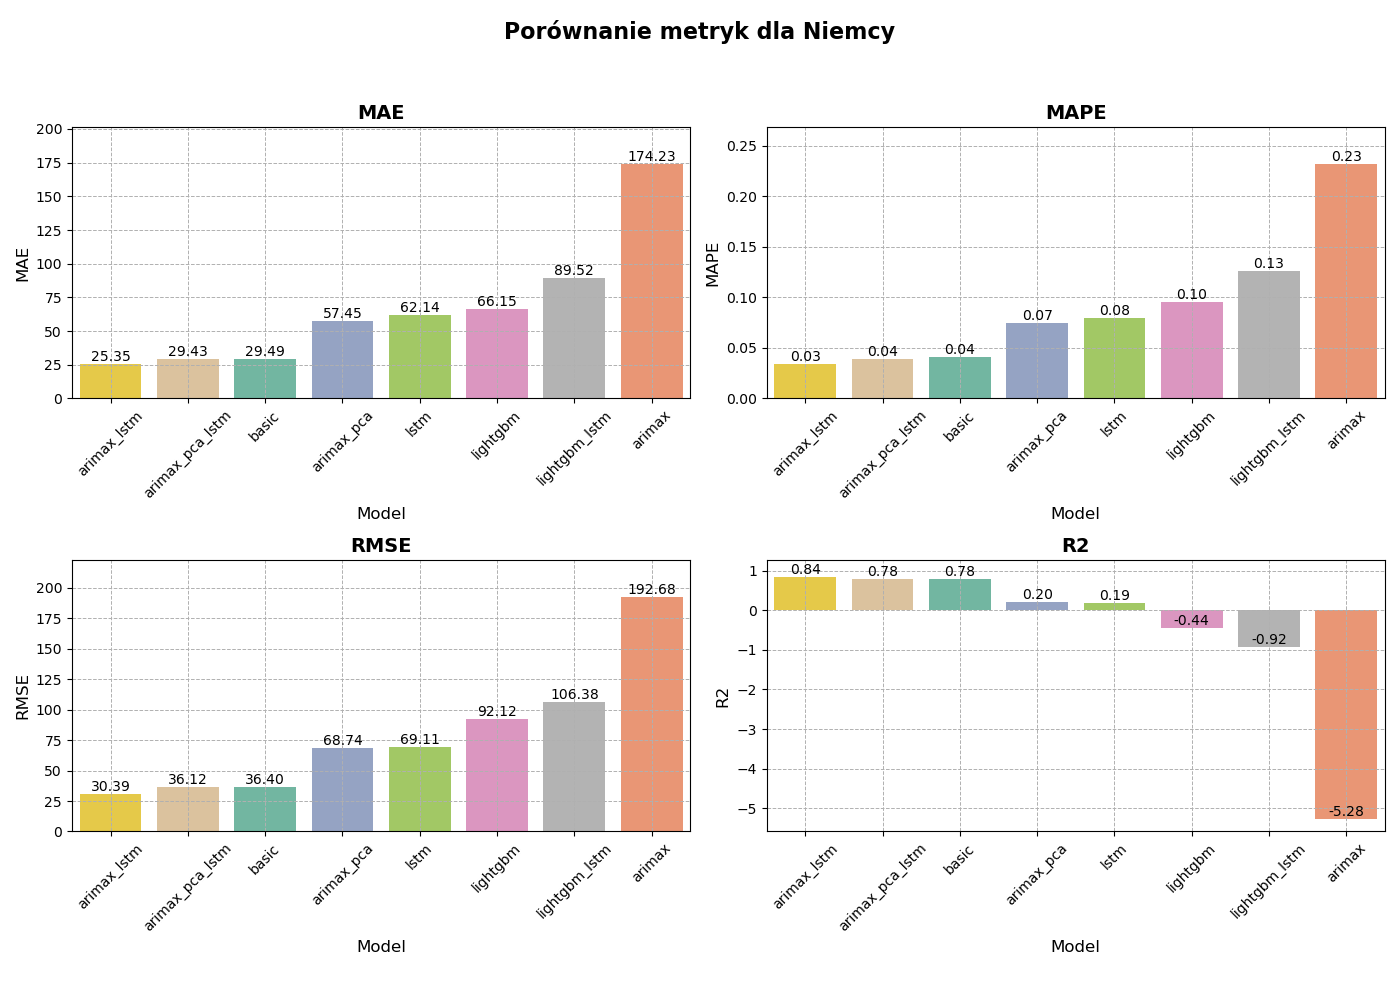 Porównanie metryk dla Niemcy
MAE
200
175
150
125
100
75
50
25
0
MAE
25.35
29.43
29.49
57.45
62.14
66.15
89.52
174.23
arimax_lstm
arimax_pca_lstm
basic
arimax_pca
lstm
lightgbm
lightgbm_lstm
arimax
Model
MAPE
0.25
0.20
0.15
0.10
0.05
0.00
MAPE
0.03
0.04
0.04
0.07
0.08
0.10
0.13
0.23
arimax_lstm
arimax_pca_lstm
basic
arimax_pca
lstm
lightgbm
lightgbm_lstm
arimax
Model
RMSE
200
175
150
125
100
75
50
25
0
RMSE
30.39
36.12
36.40
68.74
69.11
92.12
106.38
192.68
arimax_lstm
arimax_pca_lstm
basic
arimax_pca
lstm
lightgbm
lightgbm_lstm
arimax
Model
R2
1
0
−1
−2
−3
−4
−5
R2
0.84
0.78
0.78
0.20
0.19
-0.44
-0.92
-5.28
arimax_lstm
arimax_pca_lstm
basic
arimax_pca
lstm
lightgbm
lightgbm_lstm
arimax
Model